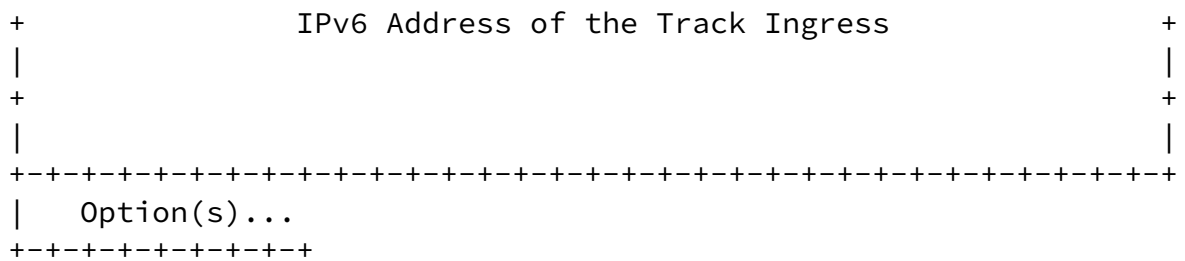 +               IPv6 Address of the Track Ingress               +
|                                                               |
+                                                               +
|                                                               |
+-+-+-+-+-+-+-+-+-+-+-+-+-+-+-+-+-+-+-+-+-+-+-+-+-+-+-+-+-+-+-+-+
|   Option(s)...
+-+-+-+-+-+-+-+-+